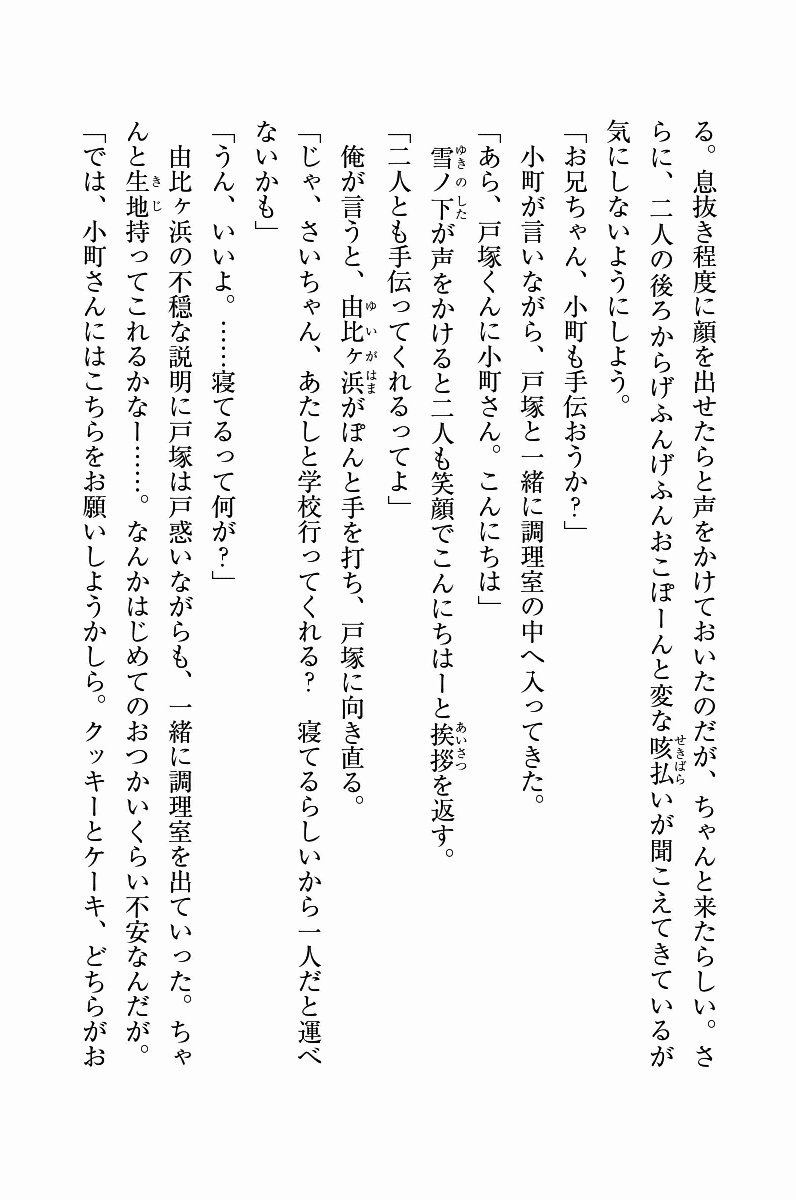 る。息抜き程度に顔を出せたらと声をかけておいたのだが、ちゃんと来たらしい。さ
らに、二人の後ろからげふんげふんおこぽーんと変な咳払いが聞こえてきているが
気にしないようにしよう。
「お兄ちゃん、小町も手伝おうか？」
　小町が言いながら、戸塚と一緒に調理室の中へ入ってきた。
「あら、戸塚くんに小町さん。こんにちは」
　雪ノ下が声をかけると二人も笑顔でこんにちはーと挨拶を返す。
「二人とも手伝ってくれるってよ」
　俺が言うと、由比ヶ浜がぽんと手を打ち、戸塚に向き直る。
「じゃ、さいちゃん、あたしと学校行ってくれる？　寝てるらしいから一人だと運べ
ないかも」
「うん、いいよ。……寝てるって何が？」
　由比ヶ浜の不穏な説明に戸塚は戸惑いながらも、一緒に調理室を出ていった。ちゃ
んと生地持ってこれるかなー……。なんかはじめてのおつかいくらい不安なんだが。
「では、小町さんにはこちらをお願いしようかしら。クッキーとケーキ、どちらがお